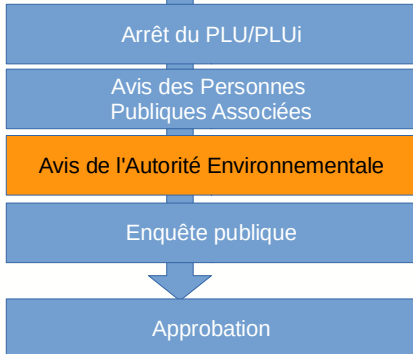 Arrêt du PLU/PLUi
Avis des Personnes
Publiques Associées
Avis de l'Autorité Environnementale
Enquête publique
Approbation